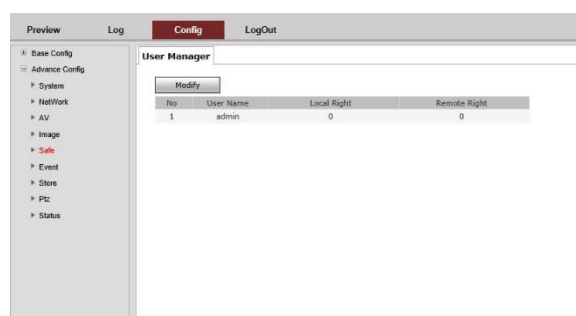 Preview Log Config LogOut
Base Config
Advance Config
System
NetWork
AV
Image
Safe
Event
Store
Ptz
Status
User Manager
Modify
No User Name Local Right Remote Right
1 admin 0 0